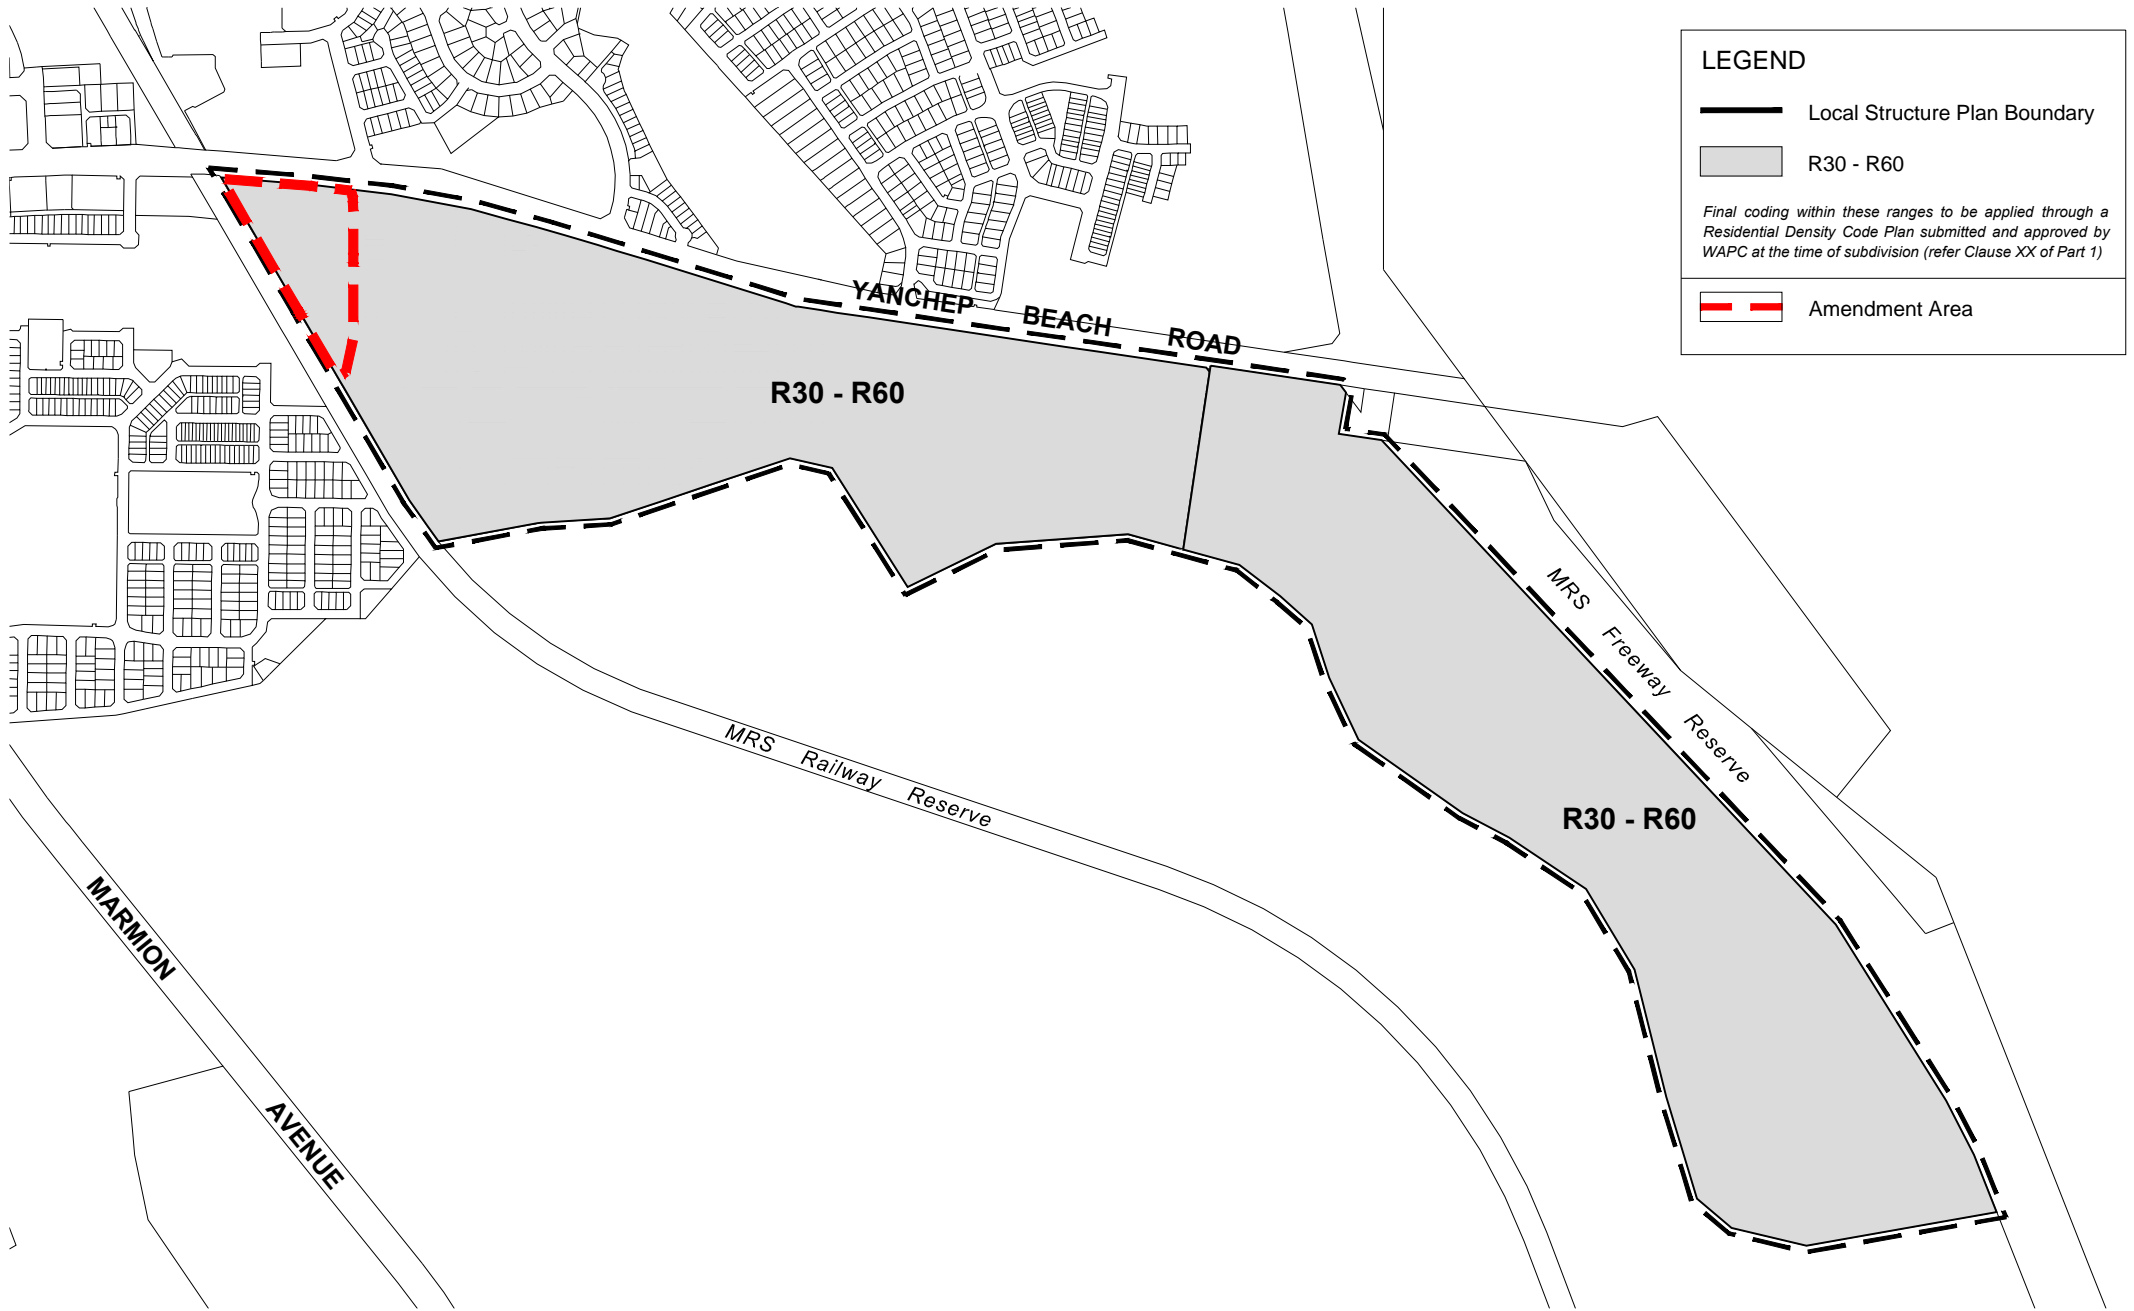 LEGEND
Local Structure Plan Boundary
R30 - R60
Final coding within these ranges to be applied through a
Residential Density Code Plan submitted and approved by
WAPC at the time of subdivision (refer Clause XX of Part 1)
Amendment Area
YANCHEP BEACH ROAD
R30 - R60
MRS Freeway Reserve
MRS Railway Reserve
R30 - R60
MARMION AVENUE